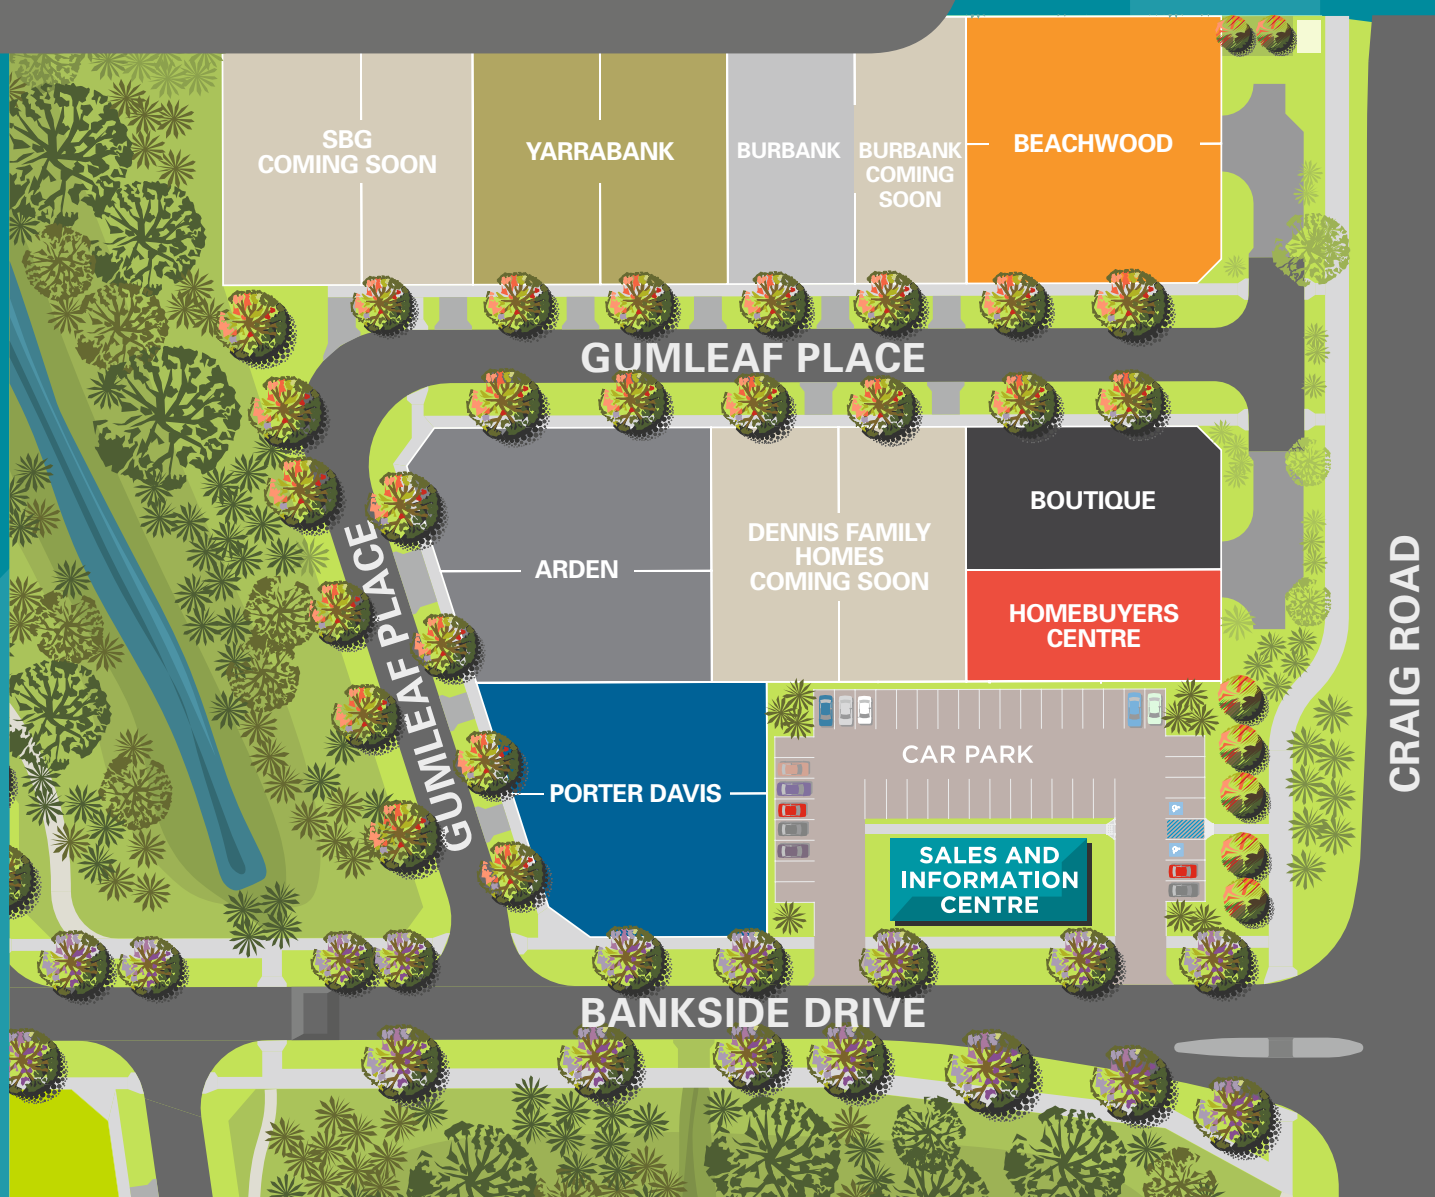 SBG
COMING SOON
YARRABANK
BURBANK
BURBANK
COMING
SOON
BEACHWOOD
GUMLEAF PLACE
GUMLEAF PLACE
ARDEN
DENNIS FAMILY
HOMES
COMING SOON
BOUTIQUE
HOMEBUYERS
CENTRE
CRAIG ROAD
PORTER DAVIS
CAR PARK
SALES AND
INFORMATION
CENTRE
BANKSIDE DRIVE